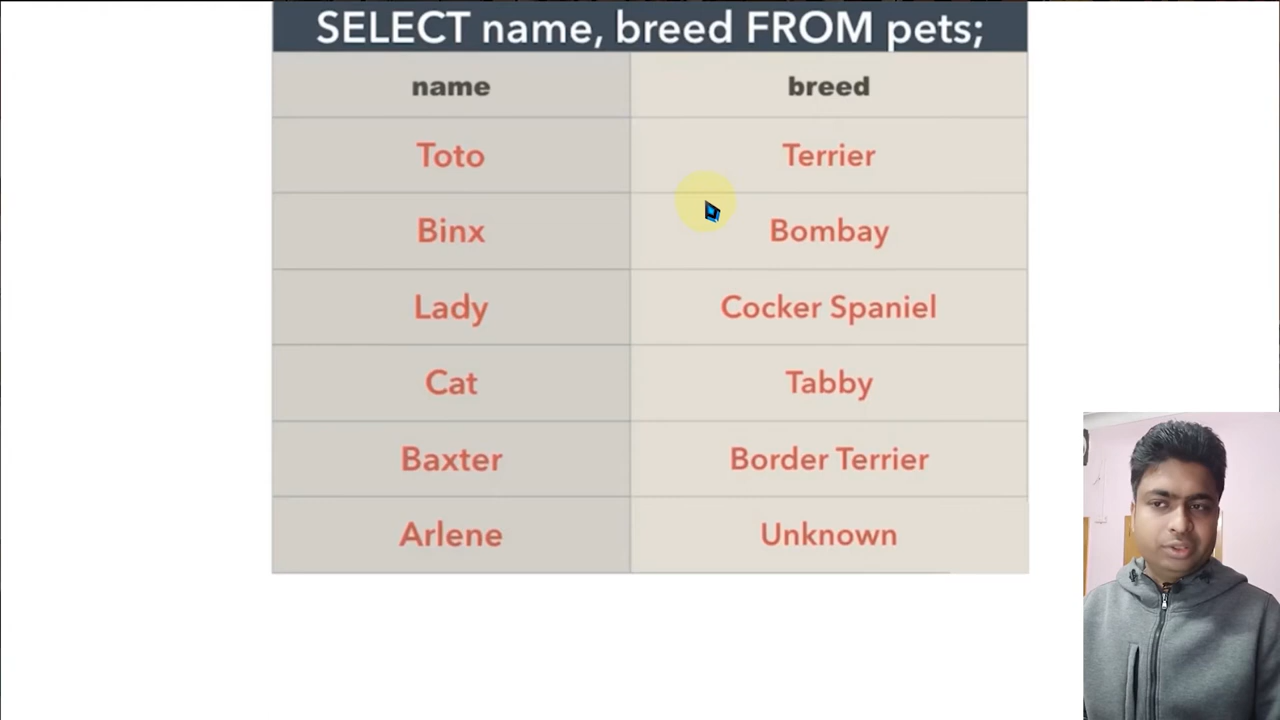 SELECT name, breed FROM pets;
name breed
Toto Terrier
Binx Bombay
Lady Cocker Spaniel
Cat Tabby
Baxter Border Terrier
Arlene Unknown